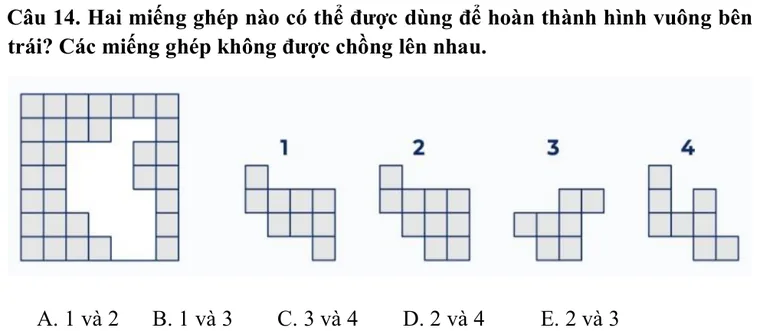 Câu 14. Hai miếng ghép nào có thể được dùng để hoàn thành hình vuông bên
trái? Các miếng ghép không được chồng lên nhau.
1 2 3 4
A. 1 và 2 B. 1 và 3 C. 3 và 4 D. 2 và 4 E. 2 và 3